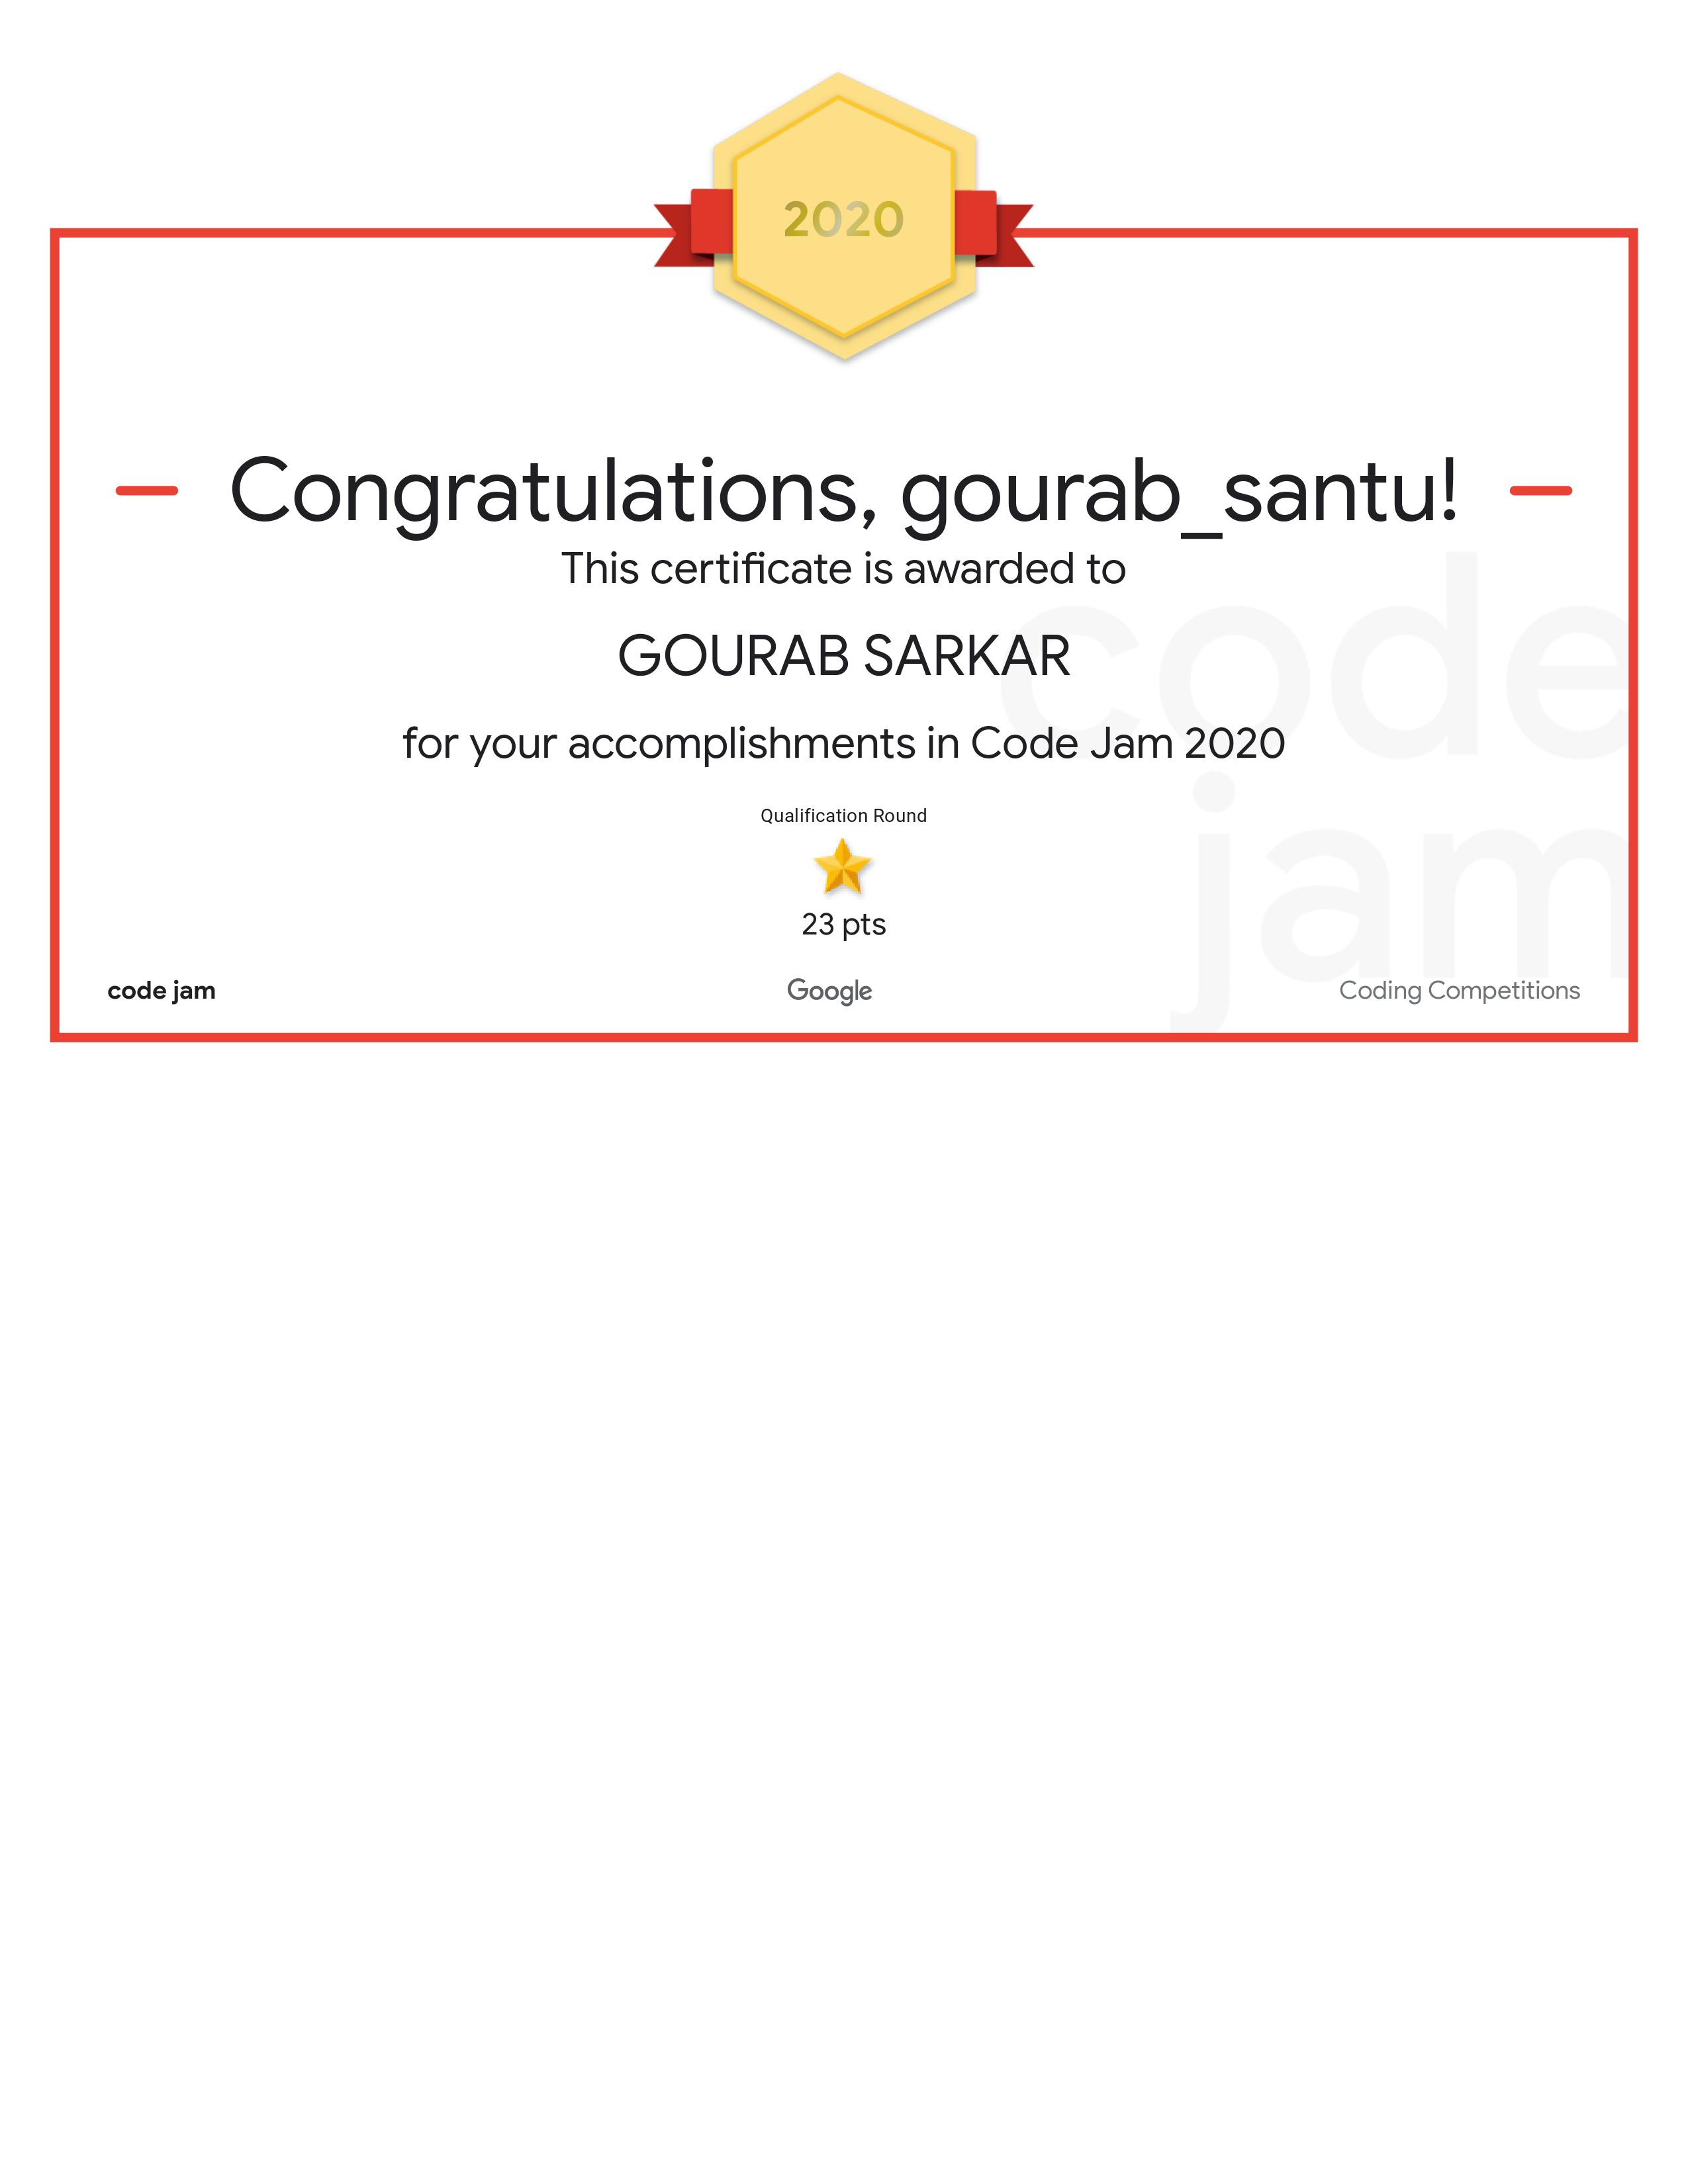 2020
Congratulations, gourab_santu!
This certificate is awarded to
GOURAB SARKAR
for your accomplishments in Code Jam 2020
Qualification Round
23 pts
code
jam
code jam
Google
Coding Competitions